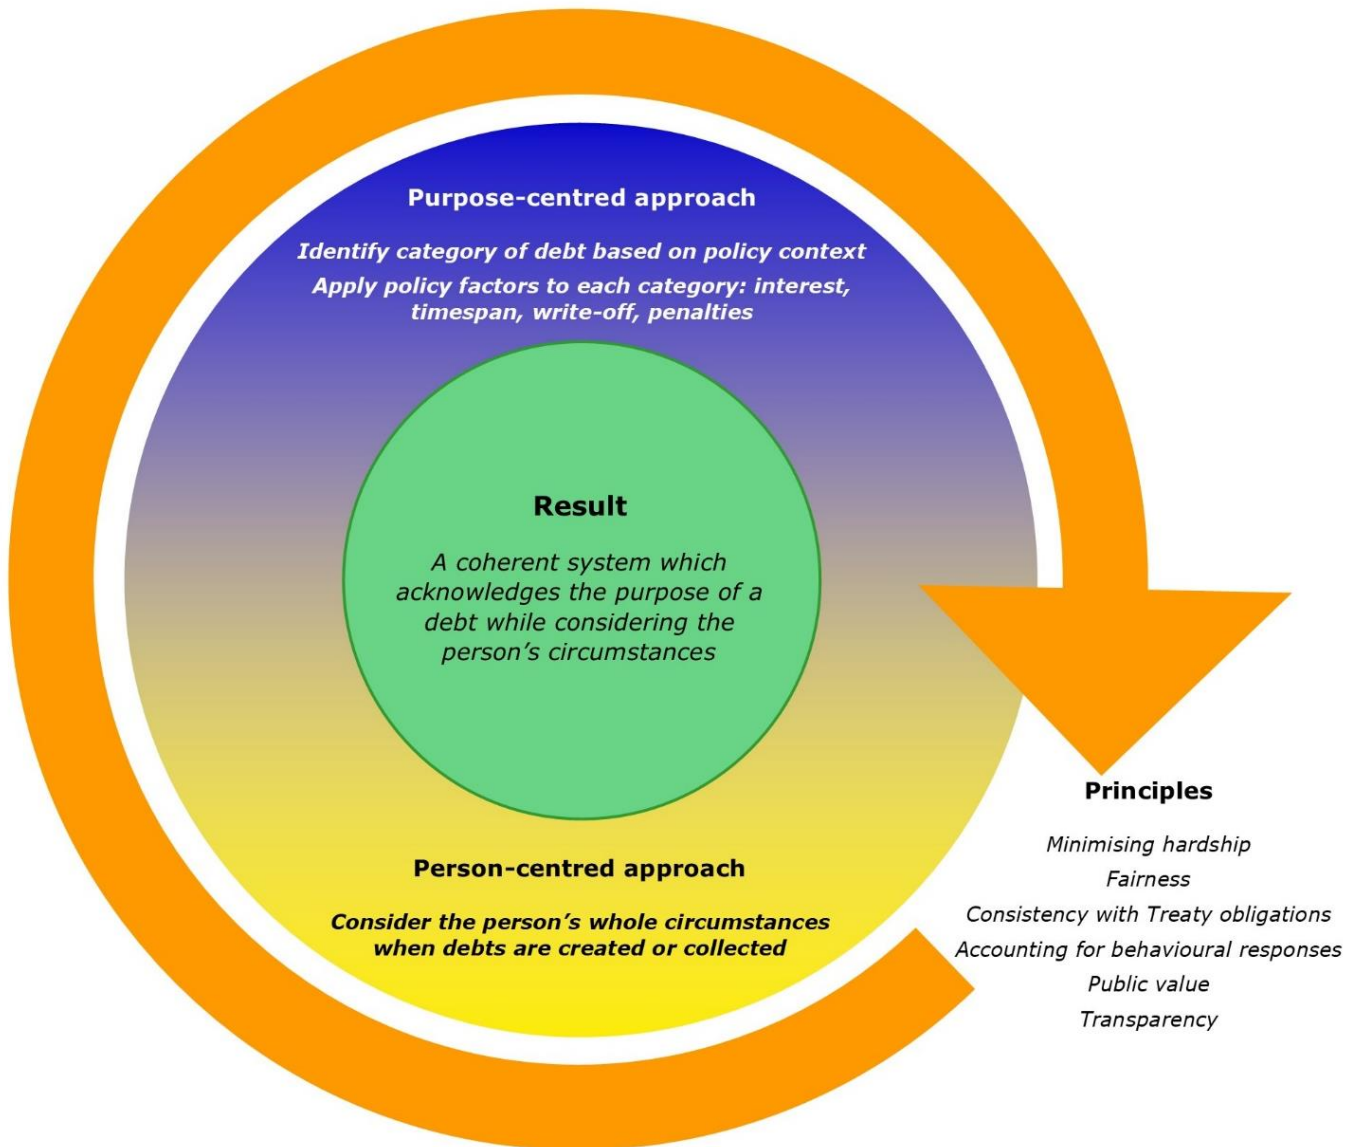 Purpose-centred approach
Identify category of debt based on policy context
Apply policy factors to each category: interest,
timespan, write-off, penalties
Result
A coherent system which
acknowledges the purpose of a
debt while considering the
person’s circumstances
Person-centred approach
Consider the person’s whole circumstances
when debts are created or collected
Principles
Minimising hardship
Fairness
Consistency with Treaty obligations
Accounting for behavioural responses
Public value
Transparency